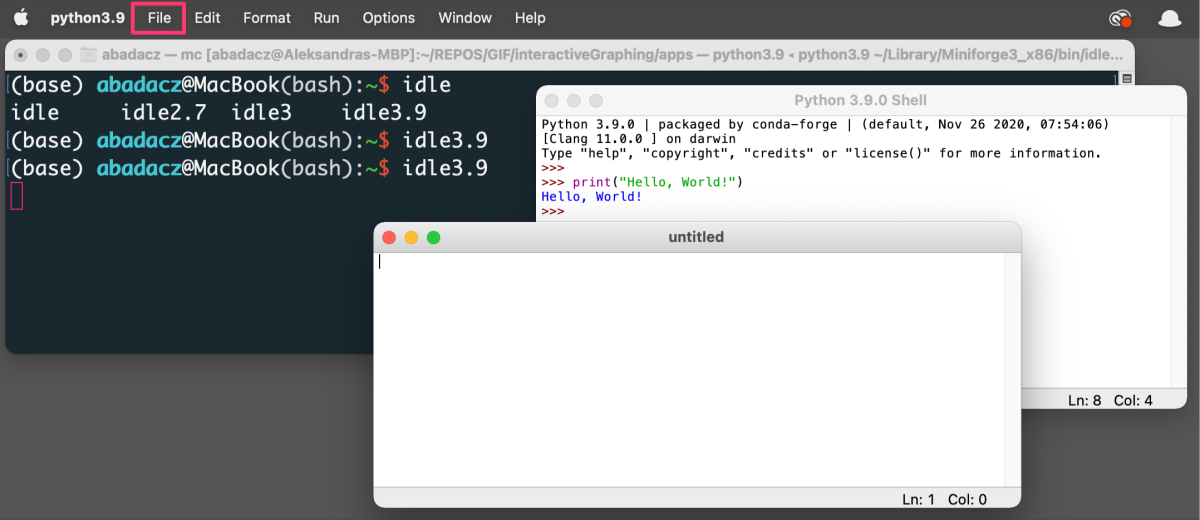 python3.9 File Edit Format Run Options Window Help
abadacz — mc [abadacz@Aleksandras-MBP]:~/REPOS/GIF/interactiveGraphing/apps — python3.9 ◂ python3.9 ~/Library/Miniforge3_x86/bin/idle...
(base) abadacz@MacBook(bash):~$ idle
idle idle2.7 idle3 idle3.9
(base) abadacz@MacBook(bash):~$ idle3.9
(base) abadacz@MacBook(bash):~$ idle3.9
Python 3.9.0 Shell
Python 3.9.0 | packaged by conda-forge | (default, Nov 26 2020, 07:54:06)
[Clang 11.0.0 ] on darwin
Type "help", "copyright", "credits" or "license()" for more information.
>>>
>>> print("Hello, World!")
Hello, World!
>>>
Ln: 8 Col: 4
untitled
Ln: 1 Col: 0